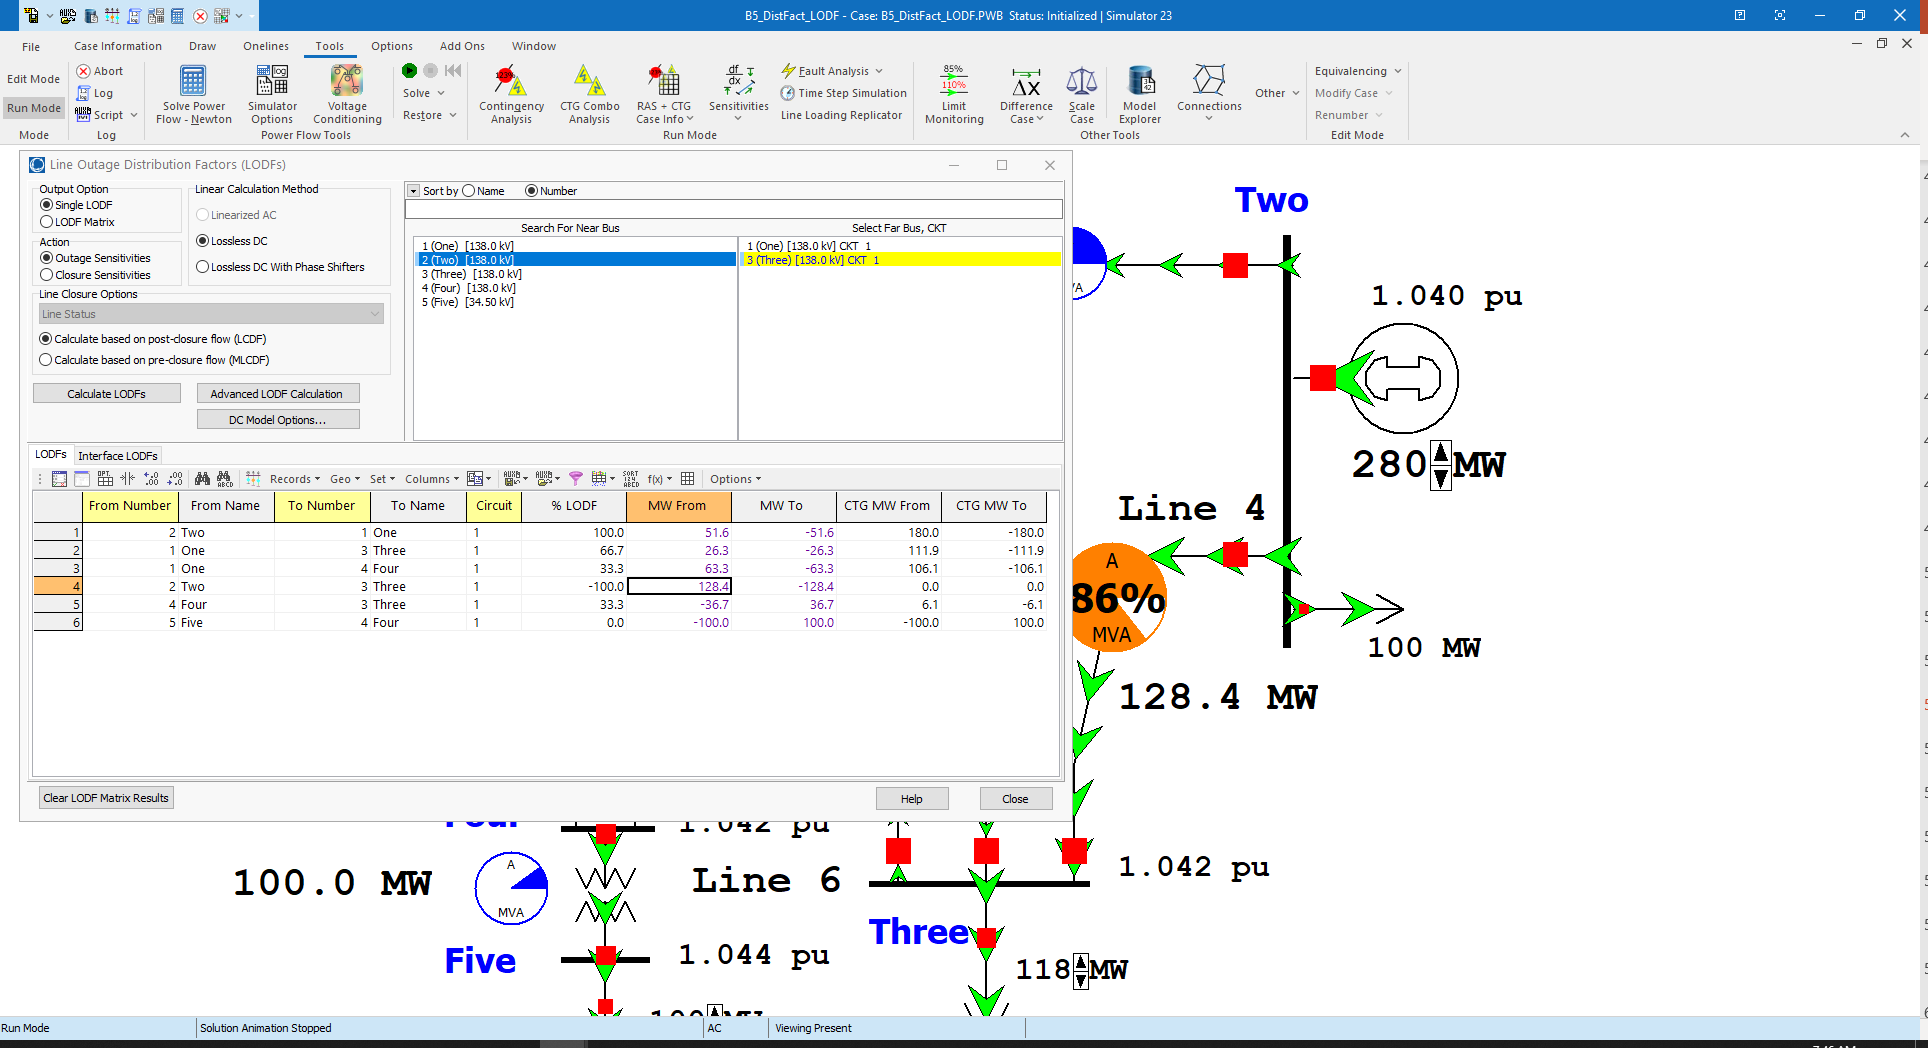 B5_DistFact_LODF - Case: B5_DistFact_LODF.PWB Status: Initialized | Simulator 23
File Case Information Draw Onelines Tools Options Add Ons Window
Edit Mode
Run Mode
Mode
Abort
Log
Script
Log
Solve Power
Flow - Newton
Simulator
Options
Voltage
Conditioning
Power Flow Tools
Solve
Restore
Contingency
Analysis
CTG Combo
Analysis
RAS + CTG
Case Info
Sensitivities
Fault Analysis
Time Step Simulation
Line Loading Replicator
Run Mode
85%
110%
Limit
Monitoring
Difference
Case
Scale
Case
Model
Explorer
Connections
Other
Other Tools
Equivalencing
Modify Case
Renumber
Edit Mode
Line Outage Distribution Factors (LODFs)
Output Option
Single LODF
LODF Matrix
Action
Outage Sensitivities
Closure Sensitivities
Linear Calculation Method
Linearized AC
Lossless DC
Lossless DC With Phase Shifters
Line Closure Options
Line Status
Calculate based on post-closure flow (LCDF)
Calculate based on pre-closure flow (MLCDF)
Calculate LODFs
Advanced LODF Calculation
DC Model Options...
Sort by Name Number
Search For Near Bus
1 (One) [138.0 kV]
2 (Two) [138.0 kV]
3 (Three) [138.0 kV]
4 (Four) [138.0 kV]
5 (Five) [34.50 kV]
Select Far Bus, CKT
1 (One) [138.0 kV] CKT 1
3 (Three) [138.0 kV] CKT 1
LODFs Interface LODFs
Records Geo Set Columns f(x) Options
From Number From Name To Number To Name Circuit % LODF MW From MW To CTG MW From CTG MW To
1 2 Two 1 One 1 100.0 51.6 -51.6 180.0 -180.0
2 1 One 3 Three 1 66.7 26.3 -26.3 111.9 -111.9
3 1 One 4 Four 1 33.3 63.3 -63.3 106.1 -106.1
4 2 Two 3 Three 1 -100.0 128.4 -128.4 0.0 0.0
5 4 Four 3 Three 1 33.3 -36.7 36.7 6.1 -6.1
6 5 Five 4 Four 1 0.0 -100.0 100.0 -100.0 100.0
Clear LODF Matrix Results
Help
Close
Two
1.040 pu
280 MW
Line 4
A
86%
MVA
100 MW
128.4 MW
Four
1.042 pu
100.0 MW
A
MVA
Line 6
1.042 pu
Three
Five
1.044 pu
118 MW
Run Mode Solution Animation Stopped AC Viewing Present